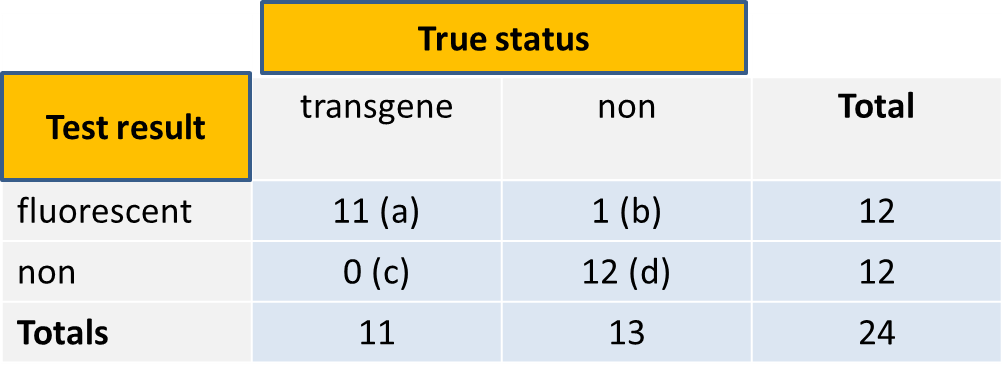 True status
Test result transgene non Total
fluorescent 11 (a) 1 (b) 12
non 0 (c) 12 (d) 12
Totals 11 13 24